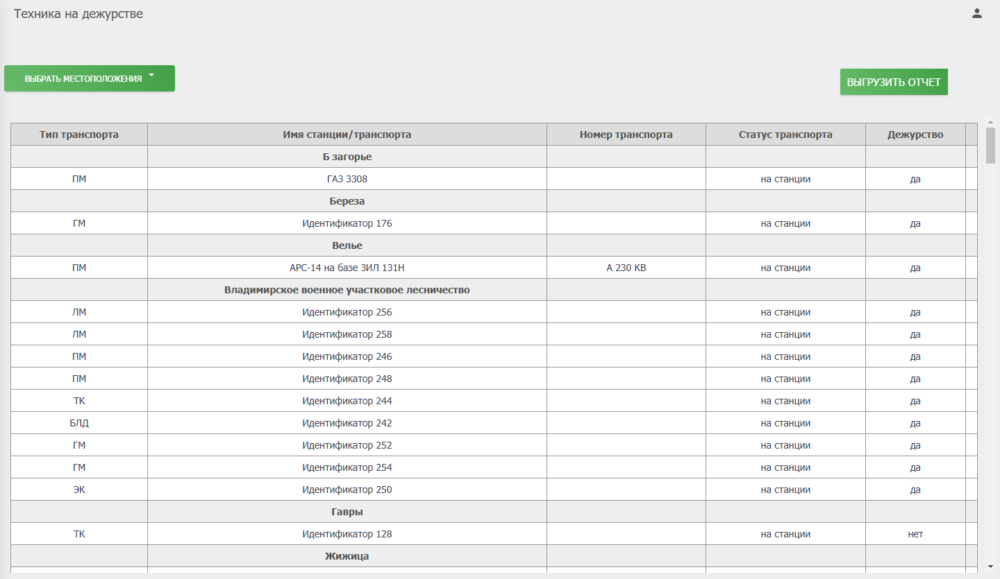 Техника на дежурстве
ВЫБРАТЬ МЕСТОПОЛОЖЕНИЯ
ВЫГРУЗИТЬ ОТЧЕТ
Тип транспорта Имя станции/транспорта Номер транспорта Статус транспорта Дежурство
Б загорье
ПМ ГАЗ 3308 на станции да
Береза
ГМ Идентификатор 176 на станции да
Велье
ПМ АРС-14 на базе ЗИЛ 131Н А 230 КВ на станции да
Владимирское военное участковое лесничество
ЛМ Идентификатор 256 на станции да
ЛМ Идентификатор 258 на станции да
ПМ Идентификатор 246 на станции да
ПМ Идентификатор 248 на станции да
ТК Идентификатор 244 на станции да
БЛД Идентификатор 242 на станции да
ГМ Идентификатор 252 на станции да
ГМ Идентификатор 254 на станции да
ЭК Идентификатор 250 на станции да
Гавры
ТК Идентификатор 128 на станции нет
Жижица